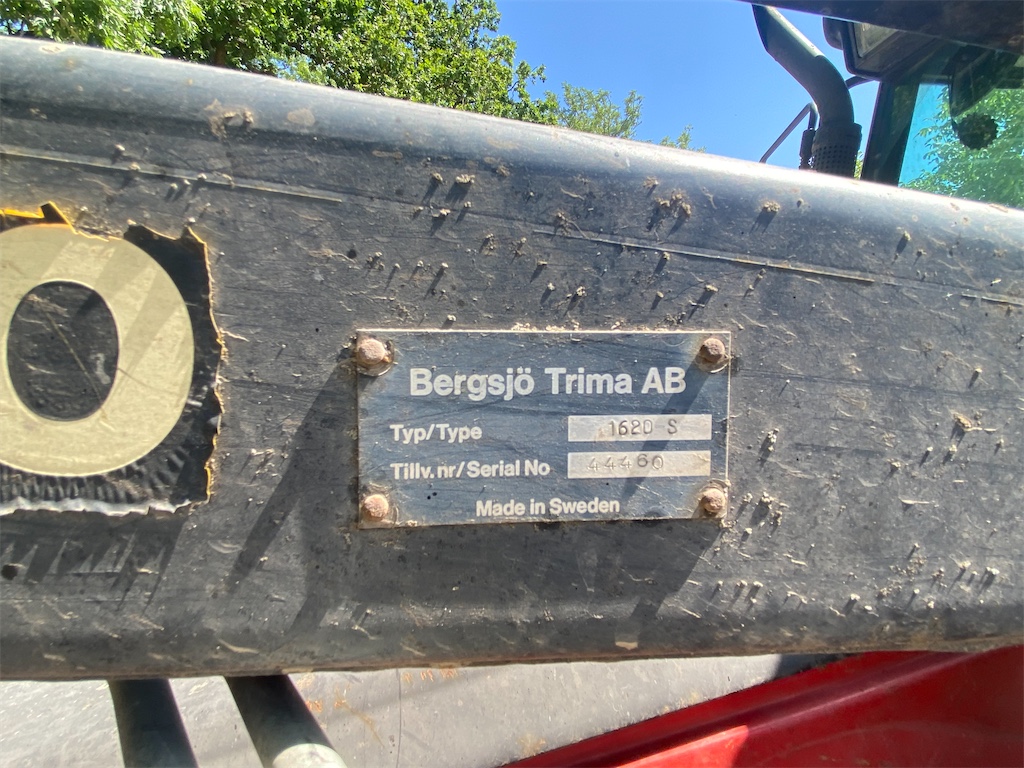 O
Bergsjö Trima AB
Typ/Type 1620 S
Tillv.nr/Serial No 44460
Made in Sweden